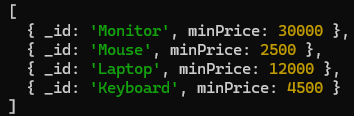 [
  { _id: 'Monitor', minPrice: 30000 },
  { _id: 'Mouse', minPrice: 2500 },
  { _id: 'Laptop', minPrice: 12000 },
  { _id: 'Keyboard', minPrice: 4500 }
]